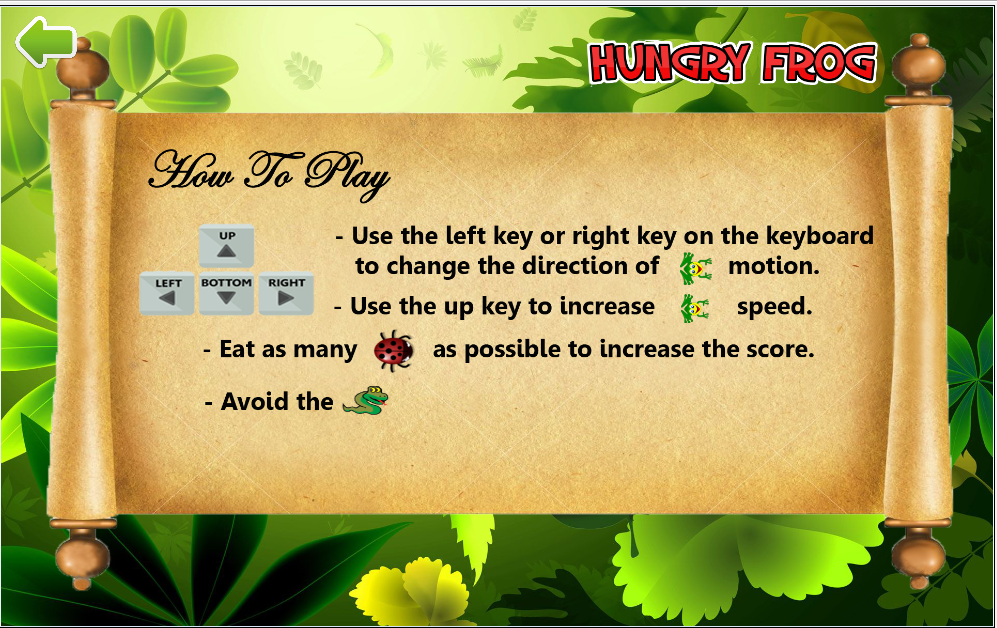 HUNGRY FROG
How To Play
UP
LEFT BOTTOM RIGHT
- Use the left key or right key on the keyboard
to change the direction of motion.
- Use the up key to increase speed.
- Eat as many as possible to increase the score.
- Avoid the